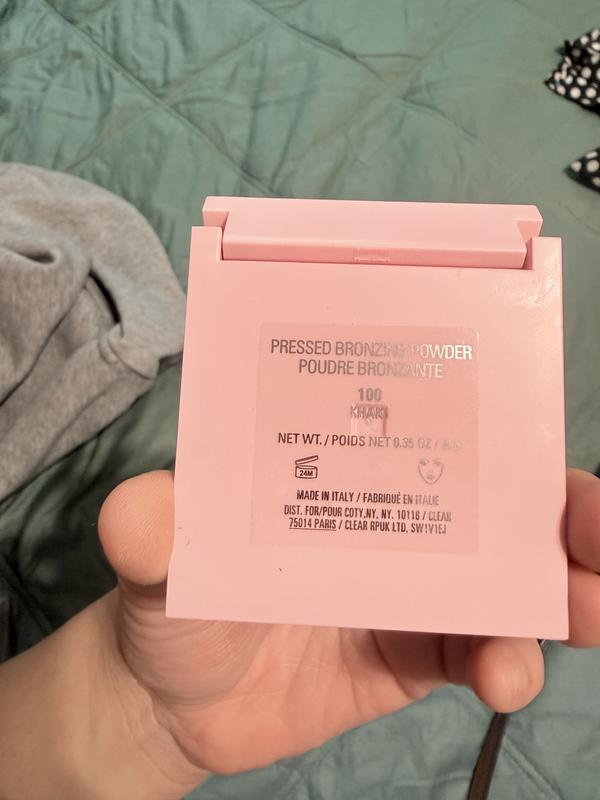 PRESSED BRONZING POWDER
POUDRE BRONZANTE
100
KHAKI
NET WT. / POIDS NET 0.35 OZ /
24M
MADE IN ITALY / FABRIQUÉ EN ITALIE
DIST. FOR/POUR COTY, NY, NY. 10118 / CLEAR
75014 PARIS / CLEAR RPUK LTD, SW1V1EJ